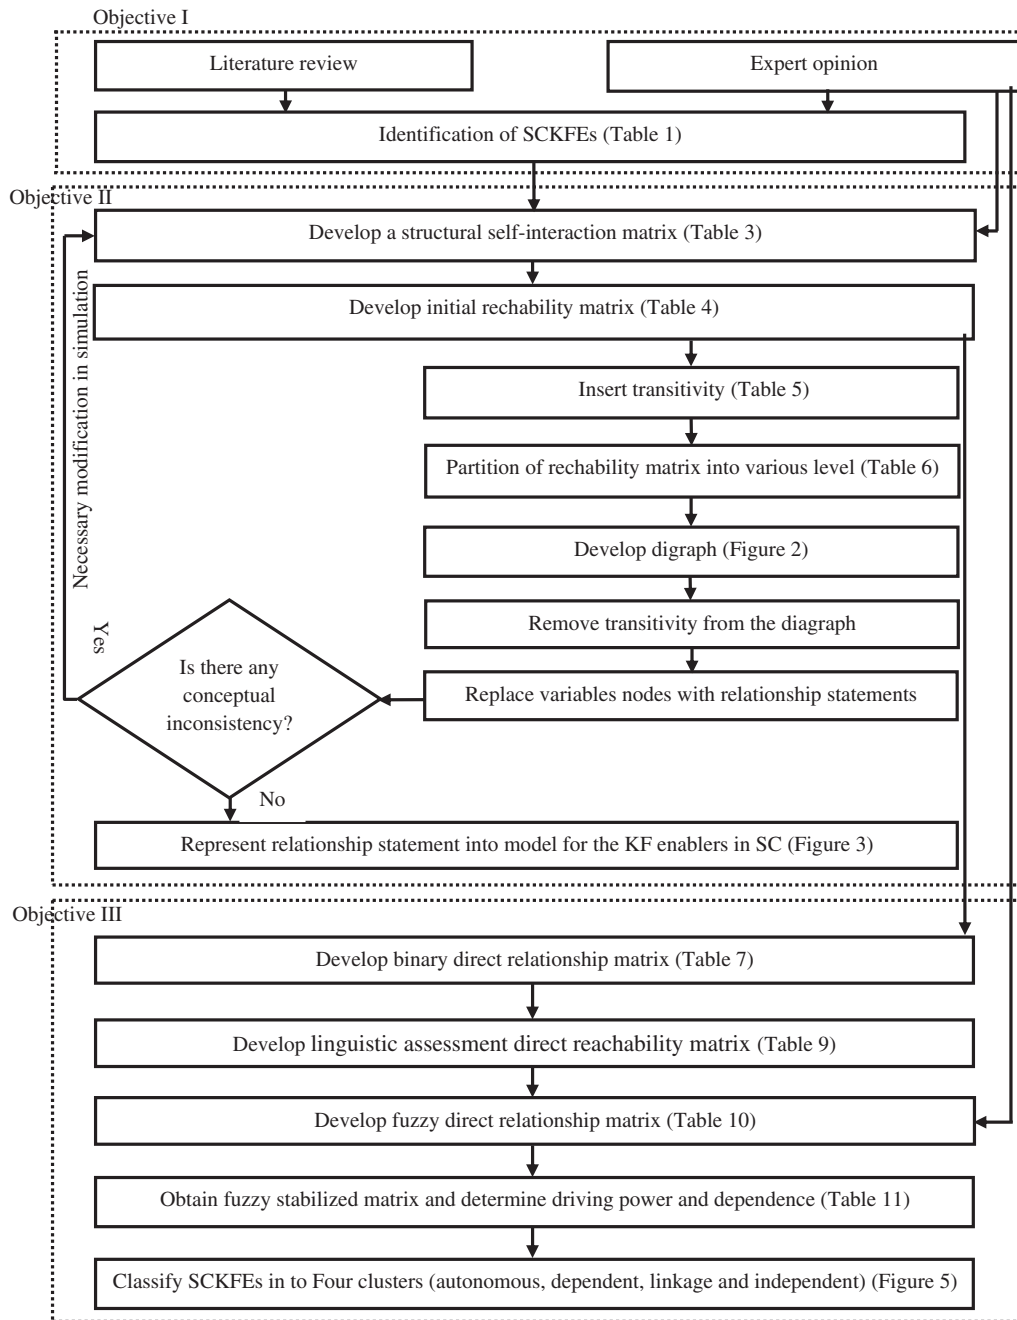 Objective I
Literature review
Expert opinion
Identification of SCKFEs (Table 1)
Objective II
Develop a structural self-interaction matrix (Table 3)
Develop initial rechability matrix (Table 4)
Necessary modification in simulation
Insert transitivity (Table 5)
Partition of rechability matrix into various level (Table 6)
Develop digraph (Figure 2)
Remove transitivity from the diagraph
Replace variables nodes with relationship statements
Yes
Is there any
conceptual
inconsistency?
No
Represent relationship statement into model for the KF enablers in SC (Figure 3)
Objective III
Develop binary direct relationship matrix (Table 7)
Develop linguistic assessment direct reachability matrix (Table 9)
Develop fuzzy direct relationship matrix (Table 10)
Obtain fuzzy stabilized matrix and determine driving power and dependence (Table 11)
Classify SCKFEs in to Four clusters (autonomous, dependent, linkage and independent) (Figure 5)